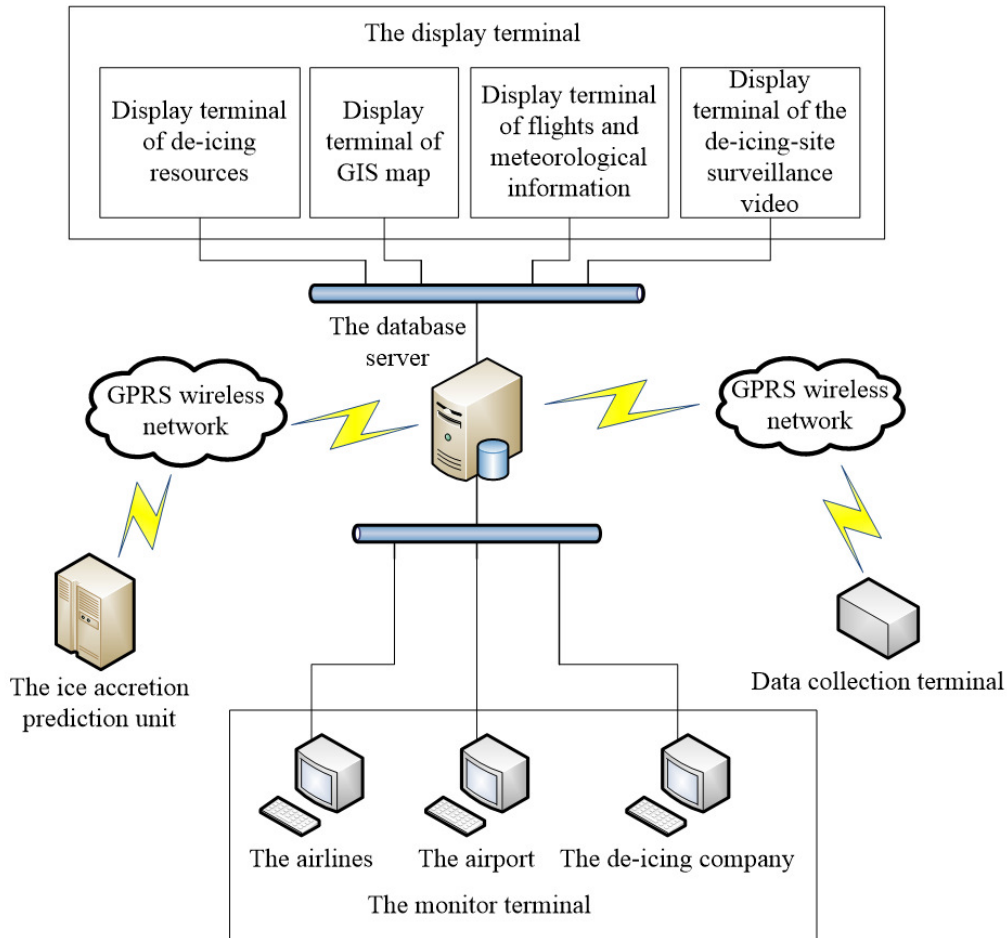 The display terminal
Display terminal
of de-icing
resources
Display
terminal of
GIS map
Display terminal
of flights and
meteorological
information
Display
terminal of the
de-icing-site
surveillance
video
The database
server
GPRS wireless
network
GPRS wireless
network
The ice accretion
prediction unit
Data collection terminal
The airlines
The airport
The de-icing company
The monitor terminal